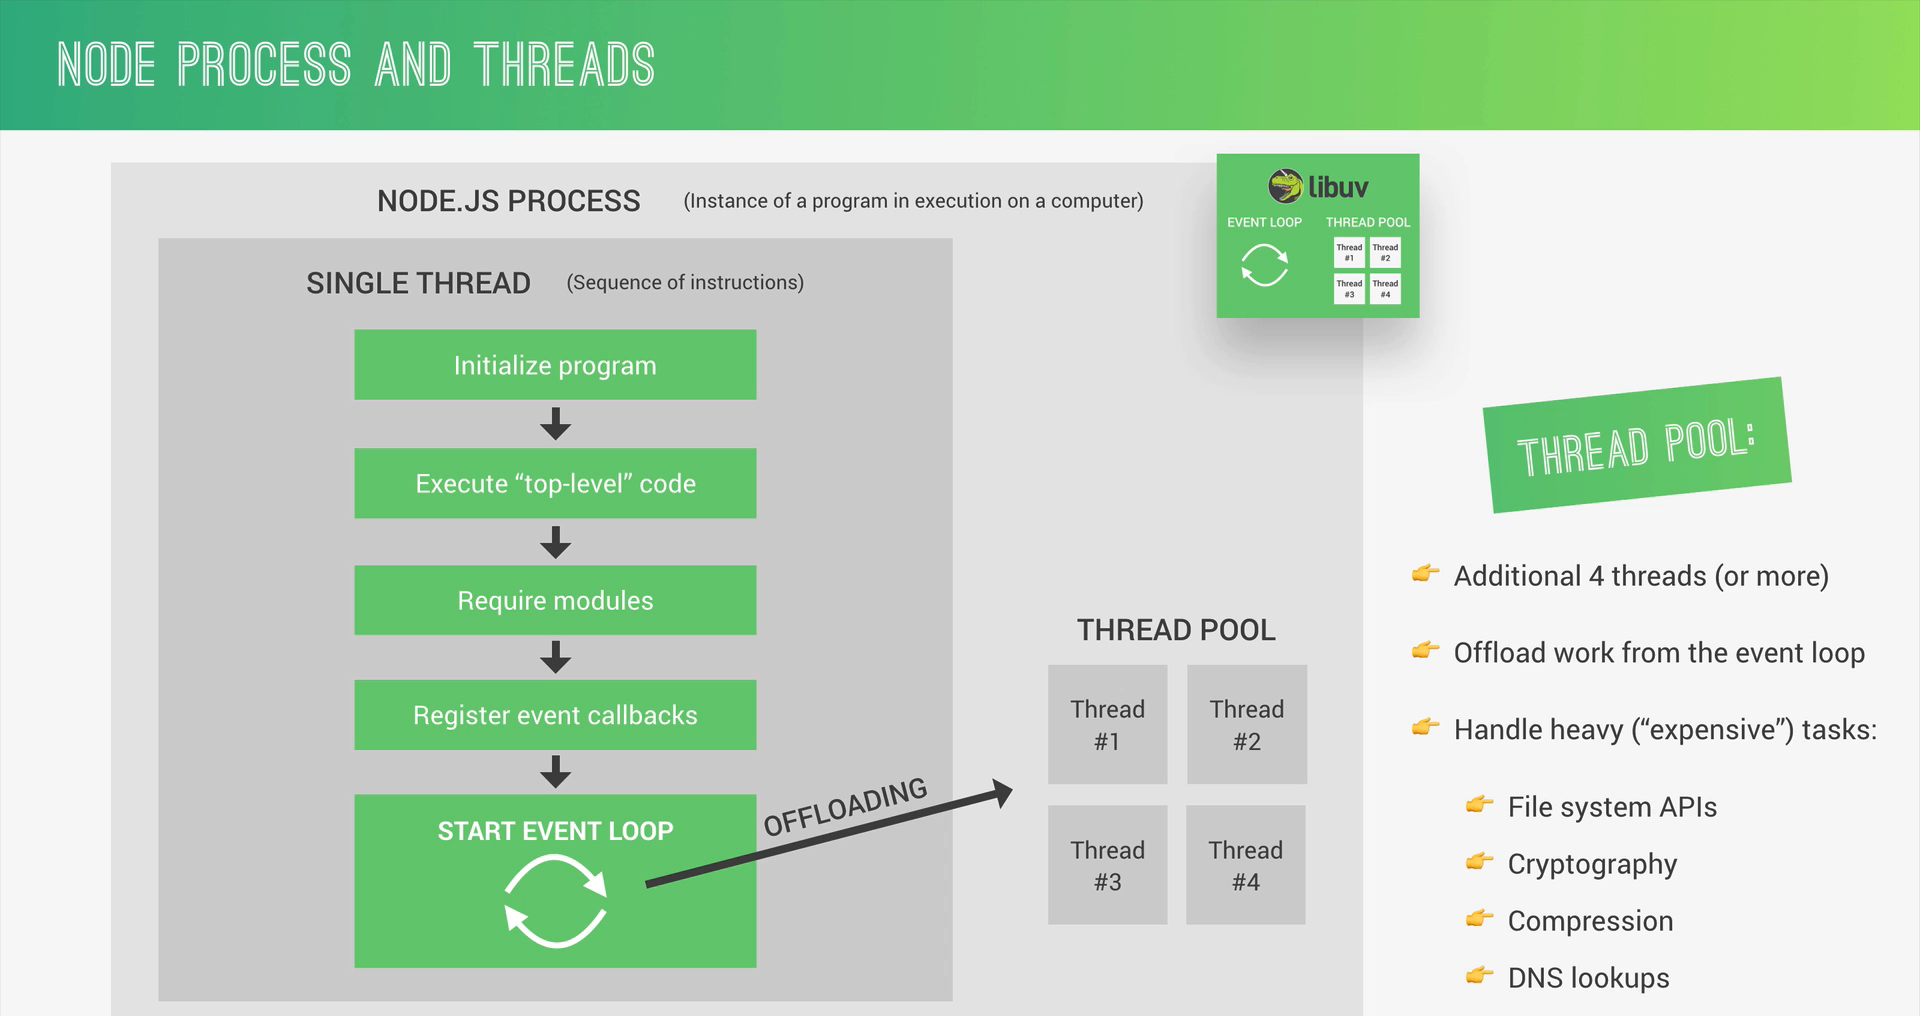 NODE PROCESS AND THREADS
NODE.JS PROCESS (Instance of a program in execution on a computer)
libuv
EVENT LOOP THREAD POOL
Thread #1
Thread #2
Thread #3
Thread #4
SINGLE THREAD (Sequence of instructions)
Initialize program
Execute “top-level” code
Require modules
Register event callbacks
START EVENT LOOP
OFFLOADING
THREAD POOL
Thread #1
Thread #2
Thread #3
Thread #4
THREAD POOL:
Additional 4 threads (or more)
Offload work from the event loop
Handle heavy (“expensive”) tasks:
File system APIs
Cryptography
Compression
DNS lookups